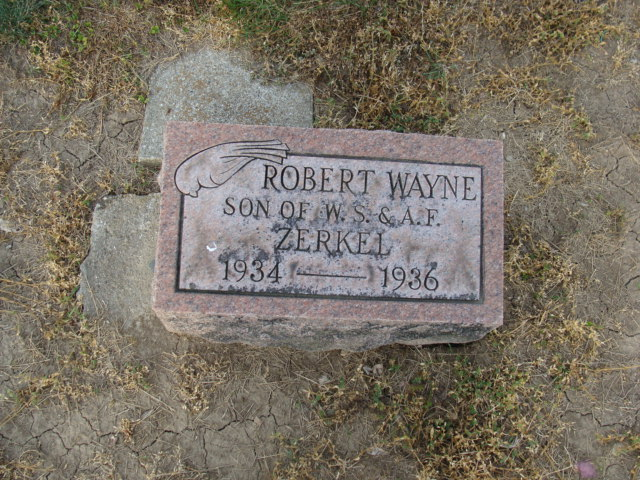 ROBERT WAYNE
SON OF W. S. & A. F.
ZERKEL
1934 — 1936